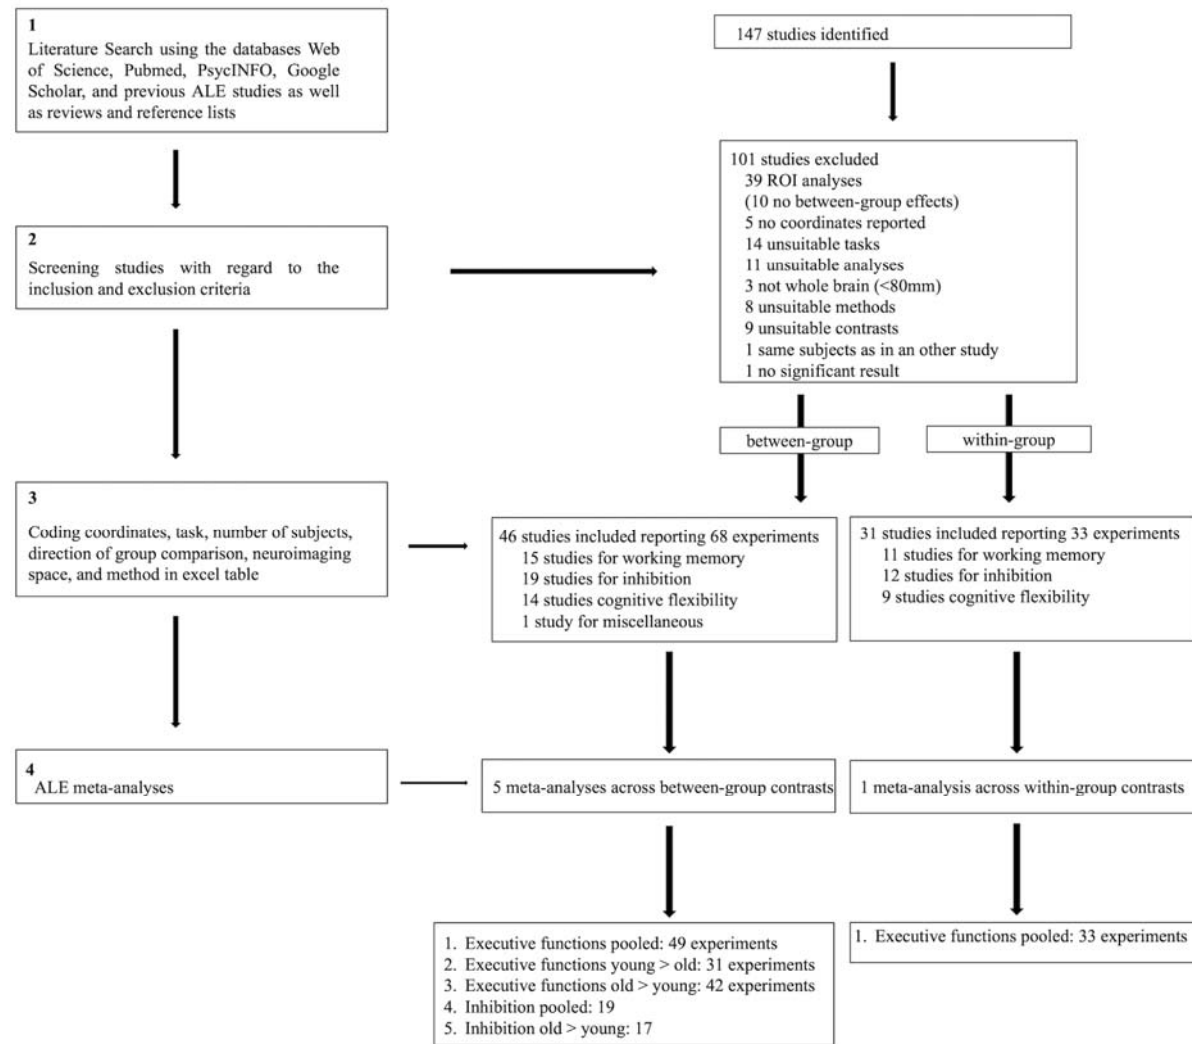 1
Literature Search using the databases Web
of Science, Pubmed, PsycINFO, Google
Scholar, and previous ALE studies as well
as reviews and reference lists
147 studies identified
101 studies excluded
39 ROI analyses
(10 no between-group effects)
5 no coordinates reported
14 unsuitable tasks
11 unsuitable analyses
3 not whole brain (<80mm)
8 unsuitable methods
9 unsuitable contrasts
1 same subjects as in an other study
1 no significant result
2
Screening studies with regard to the
inclusion and exclusion criteria
between-group
within-group
3
Coding coordinates, task, number of subjects,
direction of group comparison, neuroimaging
space, and method in excel table
46 studies included reporting 68 experiments
15 studies for working memory
19 studies for inhibition
14 studies cognitive flexibility
1 study for miscellaneous
31 studies included reporting 33 experiments
11 studies for working memory
12 studies for inhibition
9 studies cognitive flexibility
4
ALE meta-analyses
5 meta-analyses across between-group contrasts
1 meta-analysis across within-group contrasts
1. Executive functions pooled: 49 experiments
2. Executive functions young > old: 31 experiments
3. Executive functions old > young: 42 experiments
4. Inhibition pooled: 19
5. Inhibition old > young: 17
1. Executive functions pooled: 33 experiments